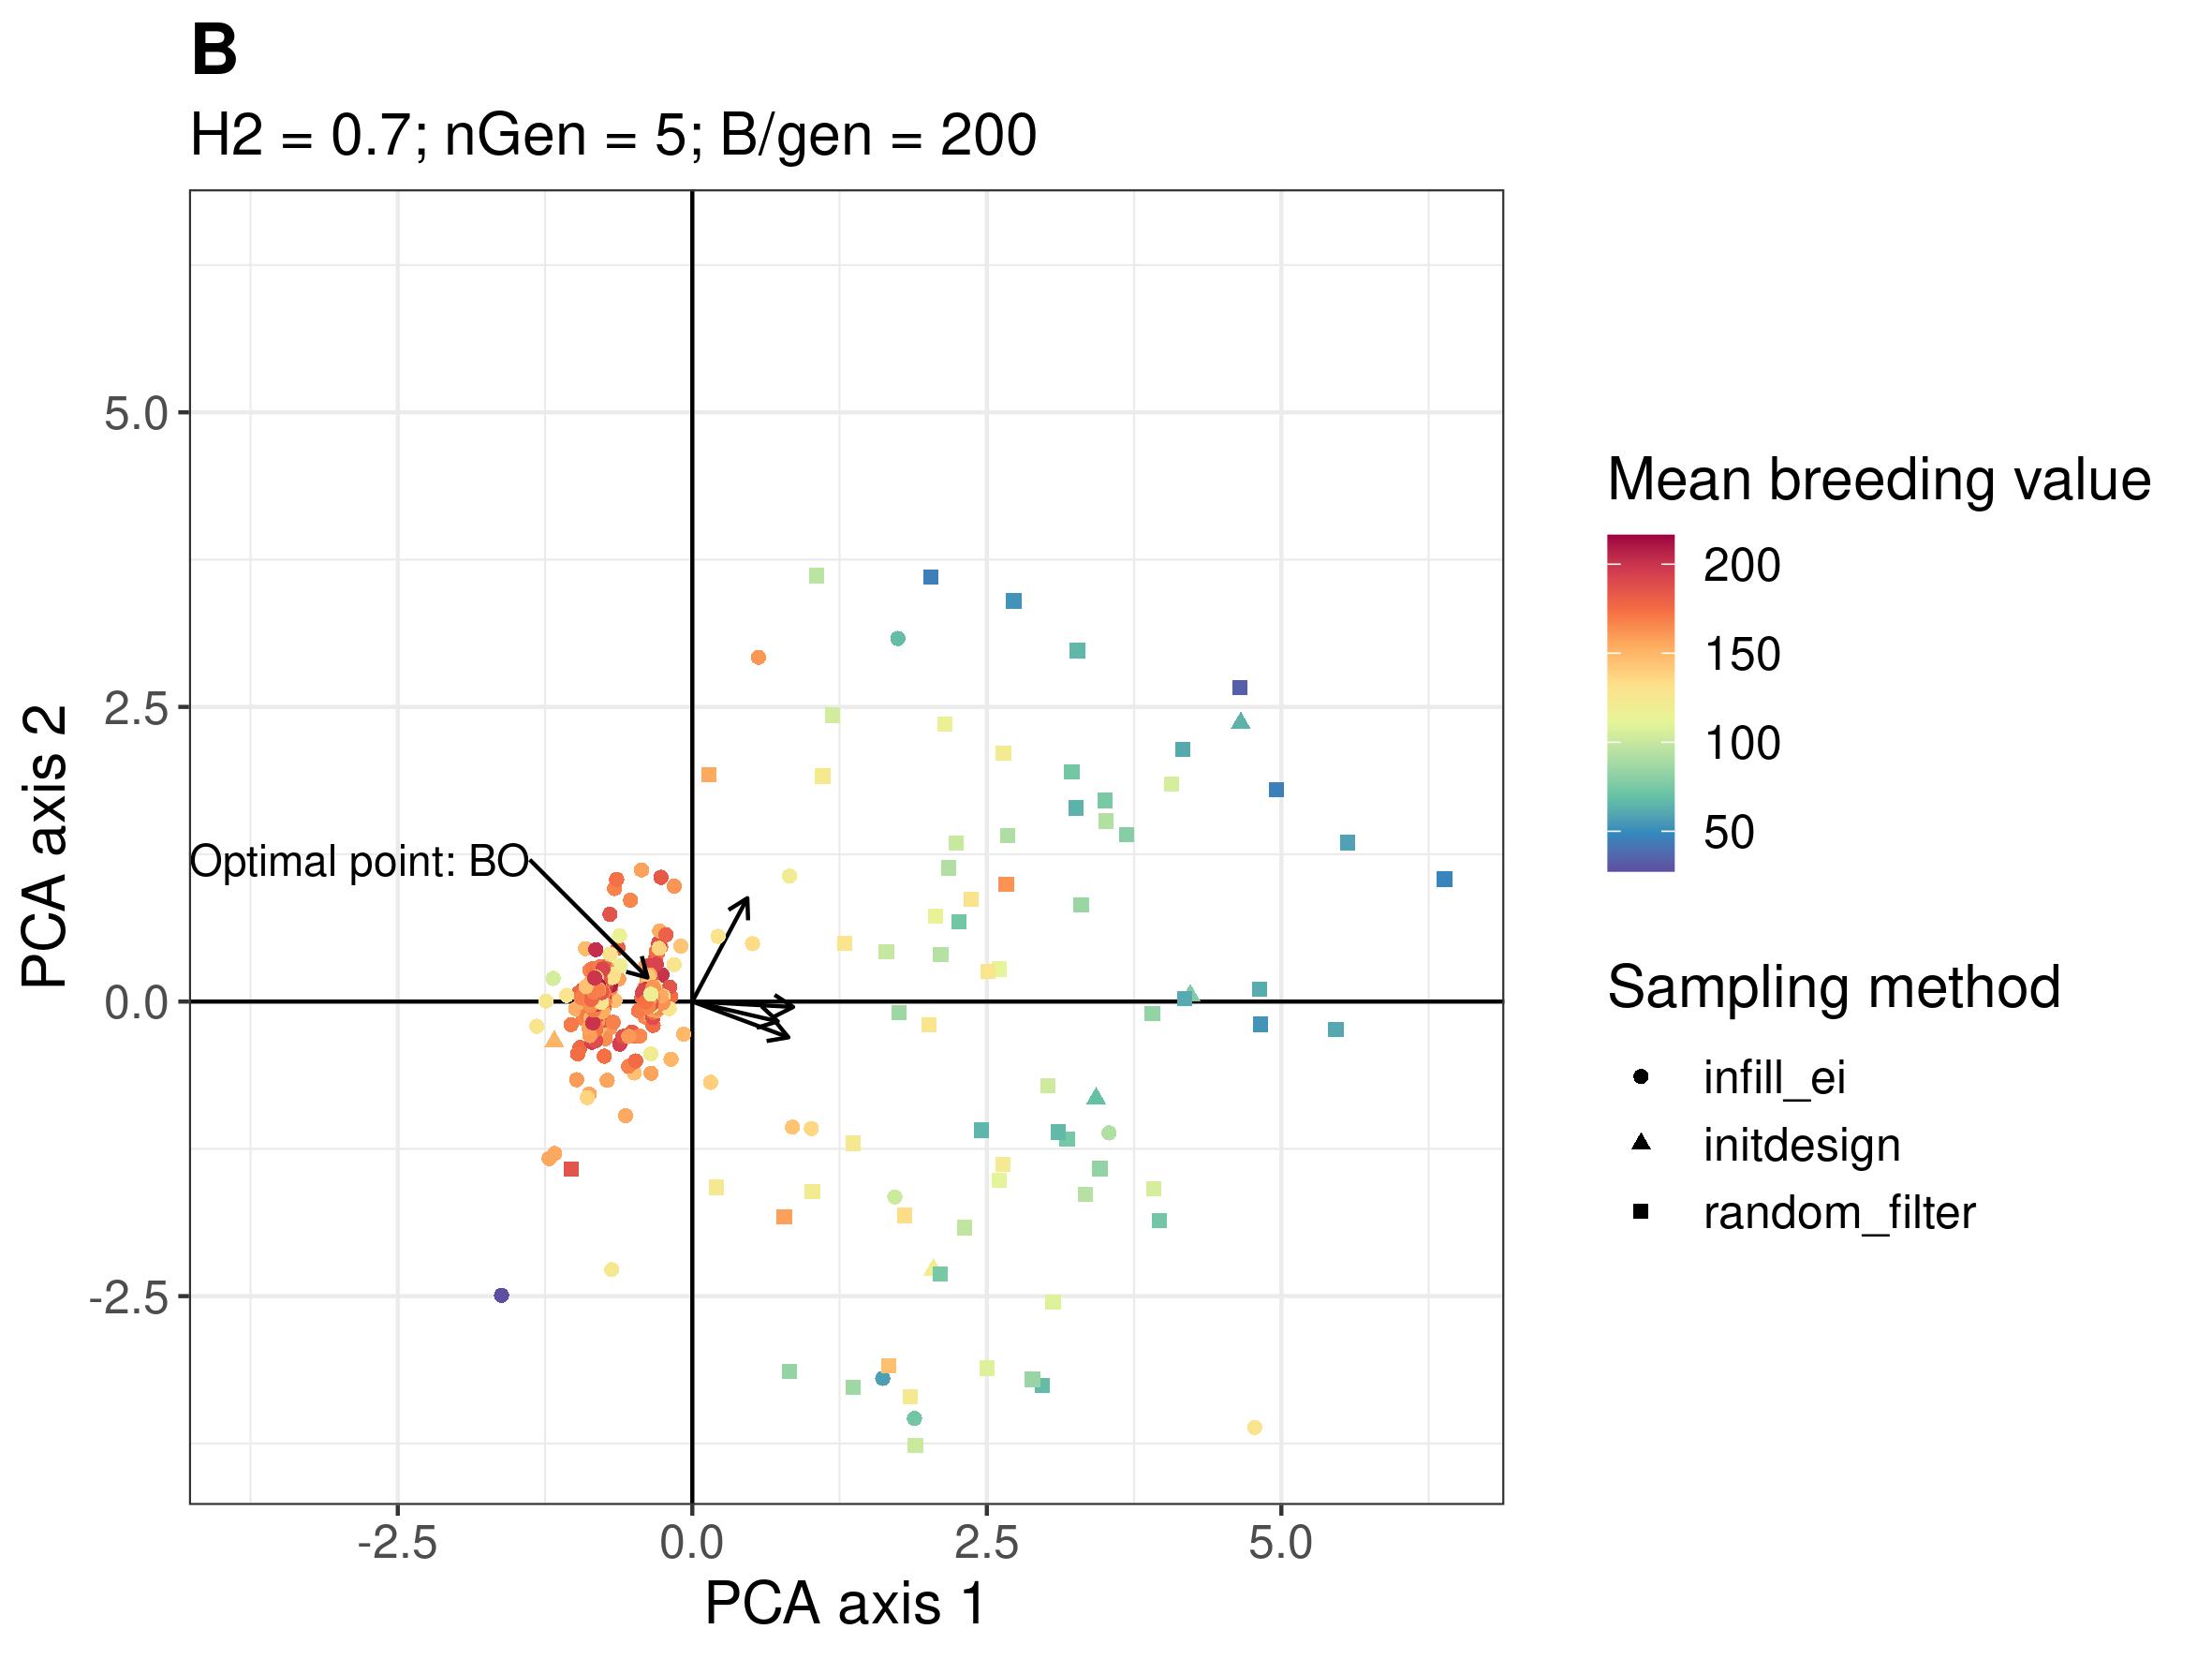 B
H2 = 0.7; nGen = 5; B/gen = 200
PCA axis 2
5.0
2.5
0.0
-2.5
Optimal point: BO
-2.5
0.0
2.5
5.0
PCA axis 1
Mean breeding value
200
150
100
50
Sampling method
infill_ei
initdesign
random_filter